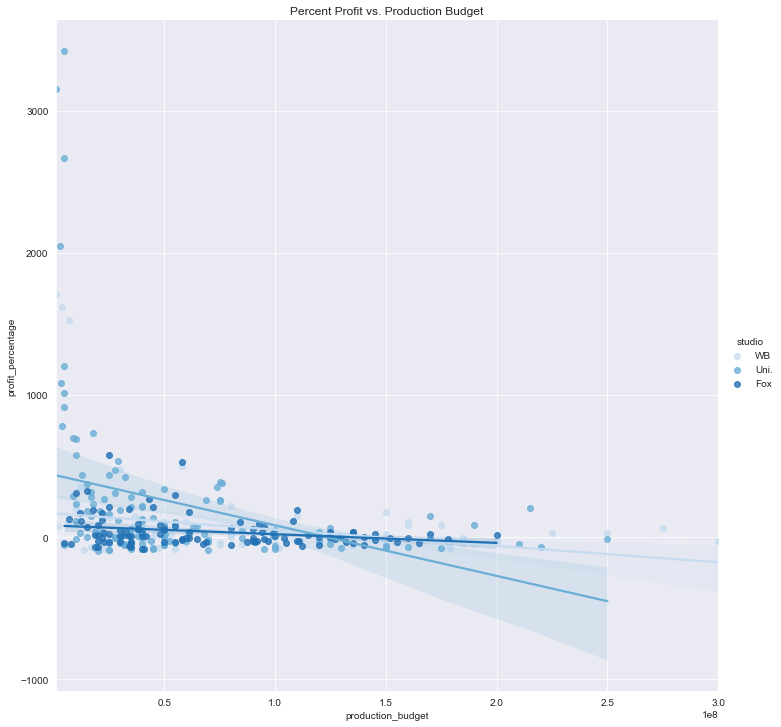 Percent Profit vs. Production Budget
3000
2000
1000
0
−1000
profit_percentage
0.5
1.0
1.5
2.0
2.5
3.0
1e8
production_budget
studio
WB
Uni.
Fox